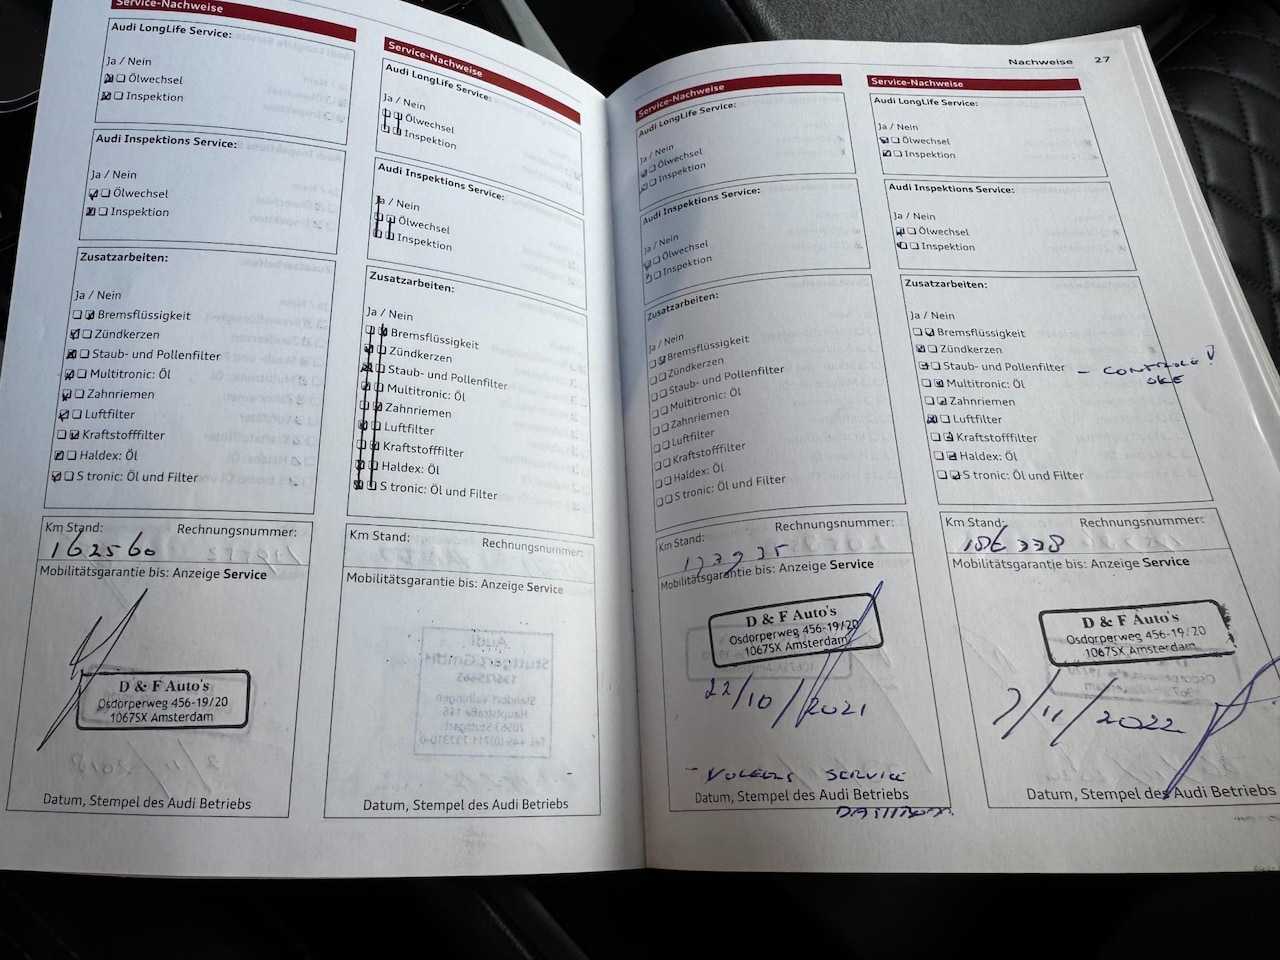 Service-Nachweise
Audi LongLife Service:
Ja / Nein
Ölwechsel
Inspektion
Audi Inspektions Service:
Ja / Nein
Ölwechsel
Inspektion
Zusatzarbeiten:
Ja / Nein
Bremsflüssigkeit
Zündkerzen
Staub- und Pollenfilter
Multitronic: Öl
Zahnriemen
Luftfilter
Kraftstofffilter
Haldex: Öl
S tronic: Öl und Filter
Km Stand: Rechnungsnummer:
162560
Mobilitätsgarantie bis: Anzeige Service
D & F Auto's
Osdorperweg 456-19/20
1067SX Amsterdam
Datum, Stempel des Audi Betriebs
Service-Nachweise
Audi LongLife Service:
Ja / Nein
Ölwechsel
Inspektion
Audi Inspektions Service:
Ja / Nein
Ölwechsel
Inspektion
Zusatzarbeiten:
Ja / Nein
Bremsflüssigkeit
Zündkerzen
Staub- und Pollenfilter
Multitronic: Öl
Zahnriemen
Luftfilter
Kraftstofffilter
Haldex: Öl
S tronic: Öl und Filter
Km Stand: Rechnungsnummer:
Mobilitätsgarantie bis: Anzeige Service
Datum, Stempel des Audi Betriebs
Nachweise 27
Service-Nachweise
Audi LongLife Service:
Ja / Nein
Ölwechsel
Inspektion
Audi Inspektions Service:
Ja / Nein
Ölwechsel
Inspektion
Zusatzarbeiten:
Ja / Nein
Bremsflüssigkeit
Zündkerzen
Staub- und Pollenfilter
Multitronic: Öl
Zahnriemen
Luftfilter
Kraftstofffilter
Haldex: Öl
S tronic: Öl und Filter
Km Stand: Rechnungsnummer:
Mobilitätsgarantie bis: Anzeige Service
D & F Auto's
Osdorperweg 456-19/20
1067SX Amsterdam
22/10/2021
- VOLGENS SERVICE
Datum, Stempel des Audi Betriebs
Service-Nachweise
Audi LongLife Service:
Ja / Nein
Ölwechsel
Inspektion
Audi Inspektions Service:
Ja / Nein
Ölwechsel
Inspektion
Zusatzarbeiten:
Ja / Nein
Bremsflüssigkeit
Zündkerzen
Staub- und Pollenfilter - CONTROLE
Multitronic: Öl OKE
Zahnriemen
Luftfilter
Kraftstofffilter
Haldex: Öl
S tronic: Öl und Filter
Km Stand: Rechnungsnummer:
186338
Mobilitätsgarantie bis: Anzeige Service
D & F Auto's
Osdorperweg 456-19/20
1067SX Amsterdam
7/11/2022
Datum, Stempel des Audi Betriebs